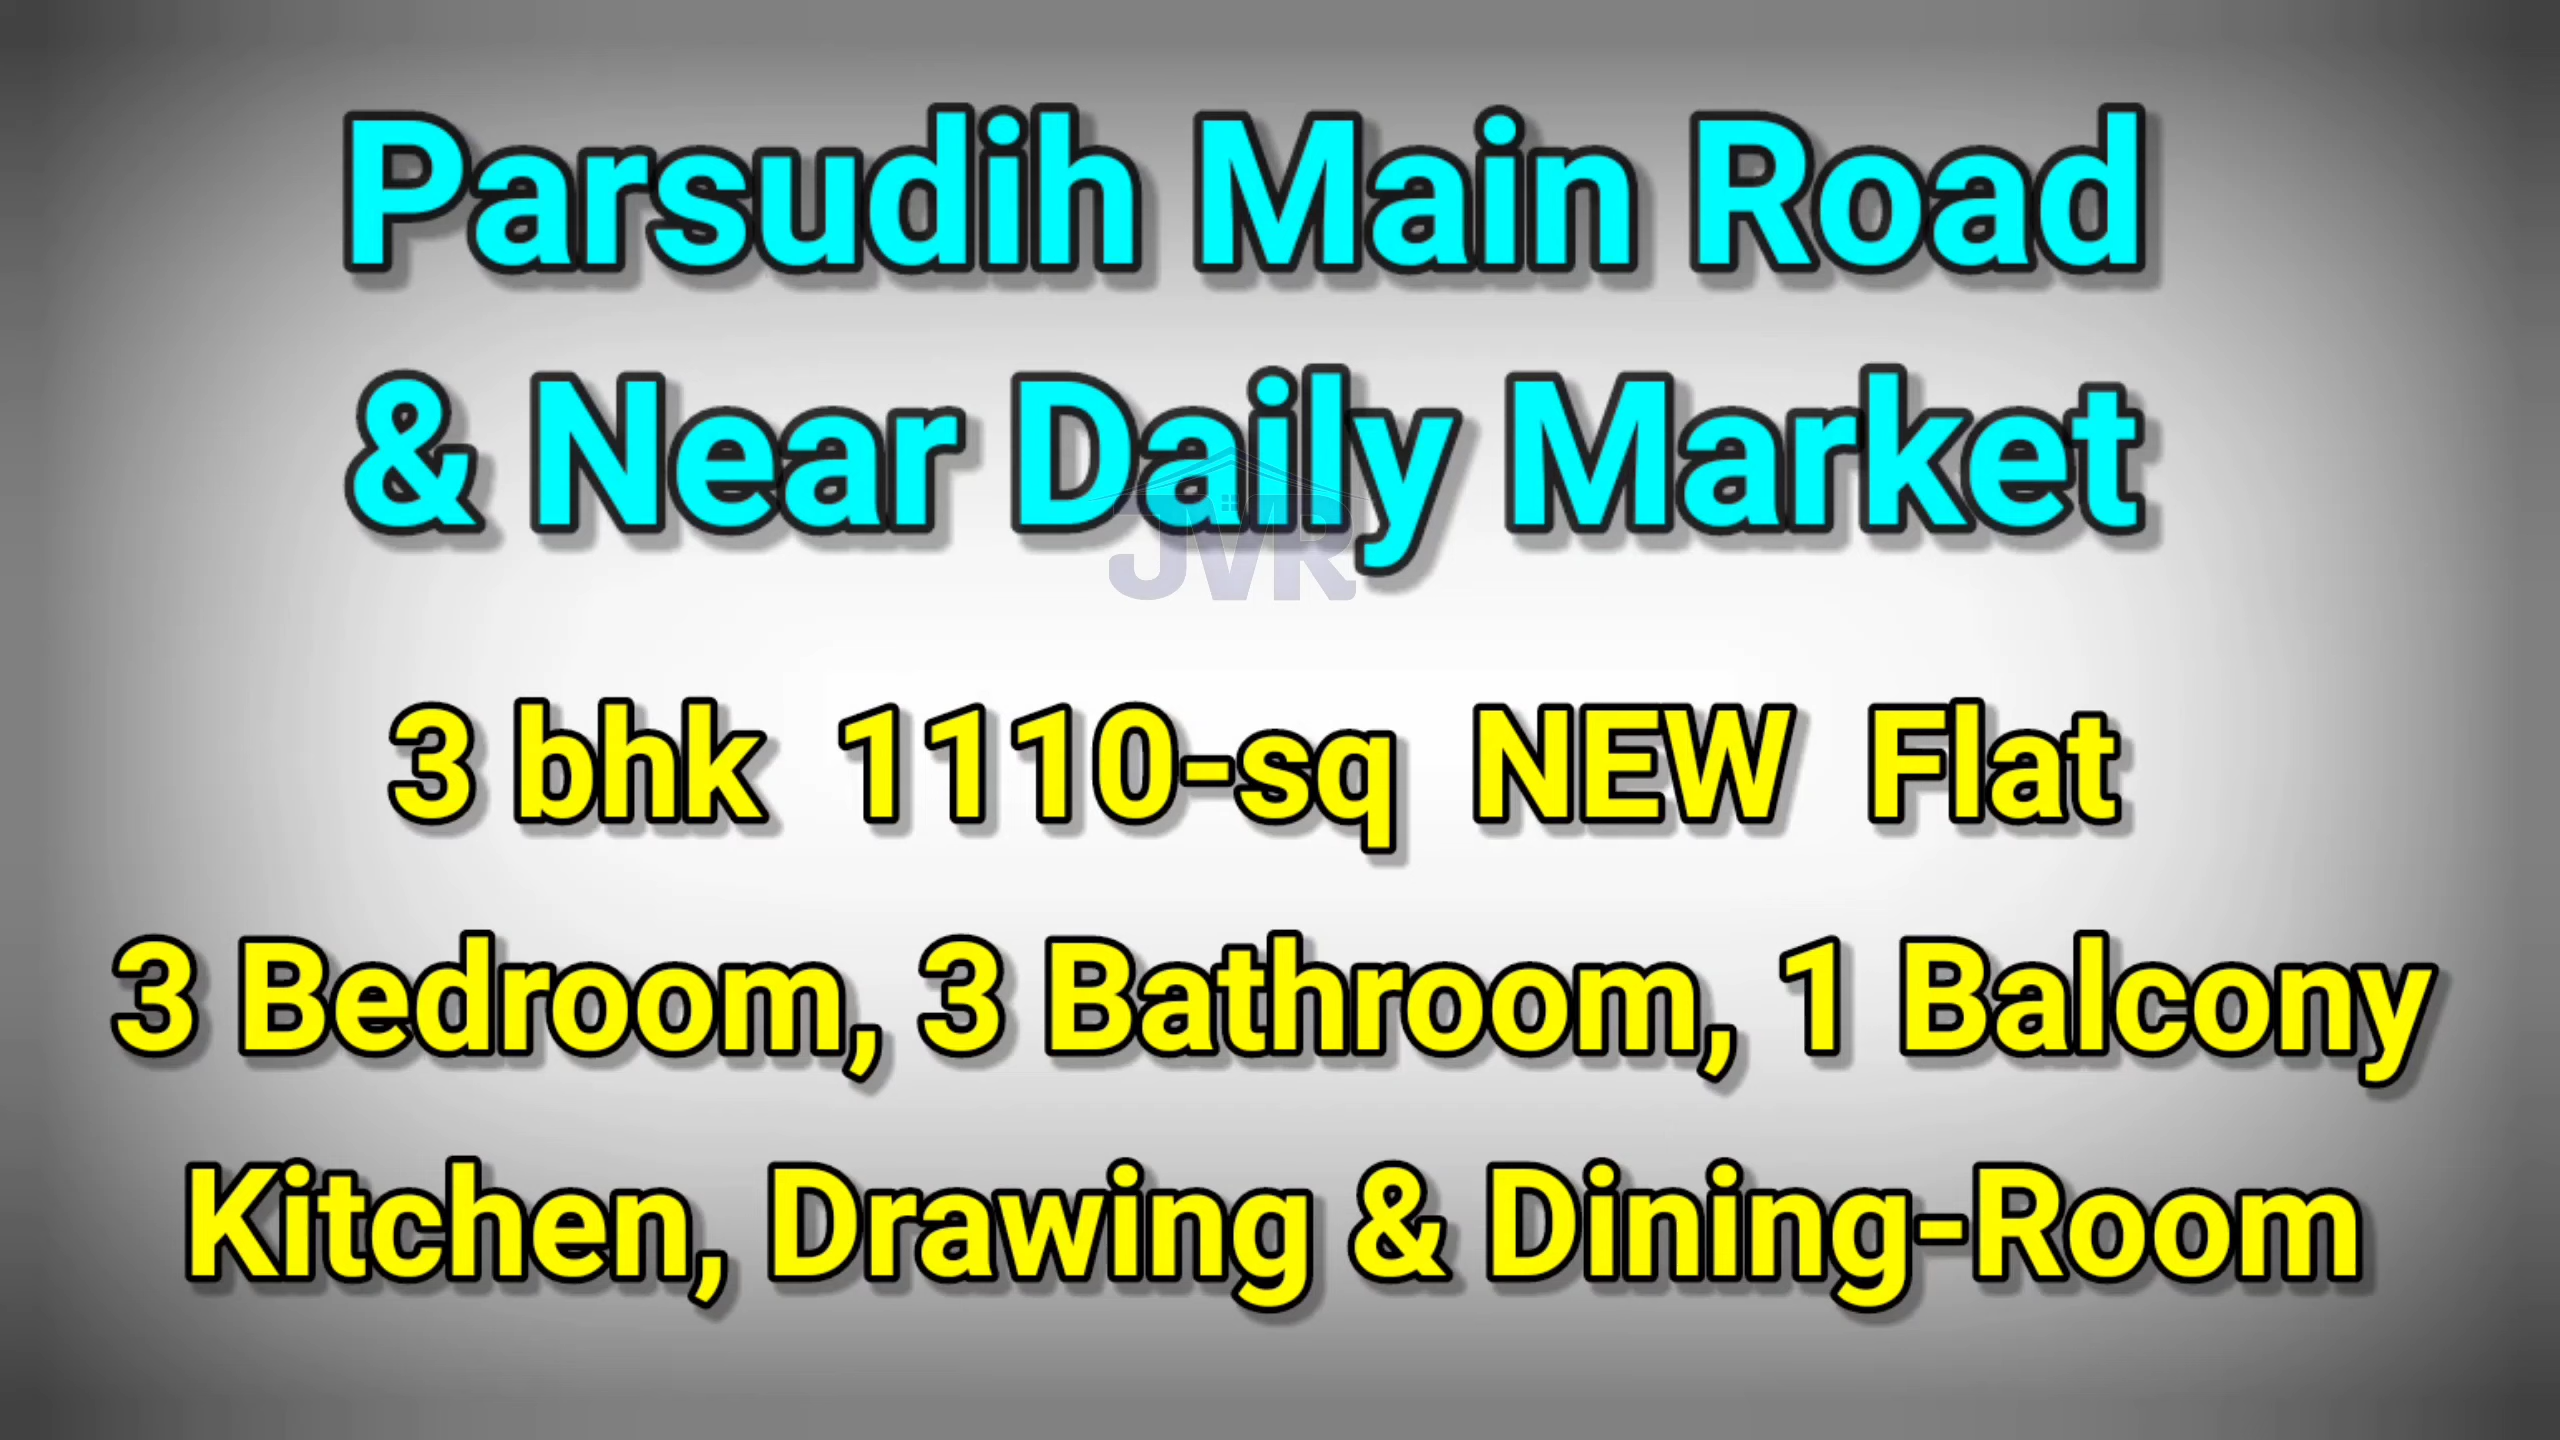 Parsudih Main Road
& Near Daily Market
JVR
3 bhk 1110-sq NEW Flat
3 Bedroom, 3 Bathroom, 1 Balcony
Kitchen, Drawing & Dining-Room